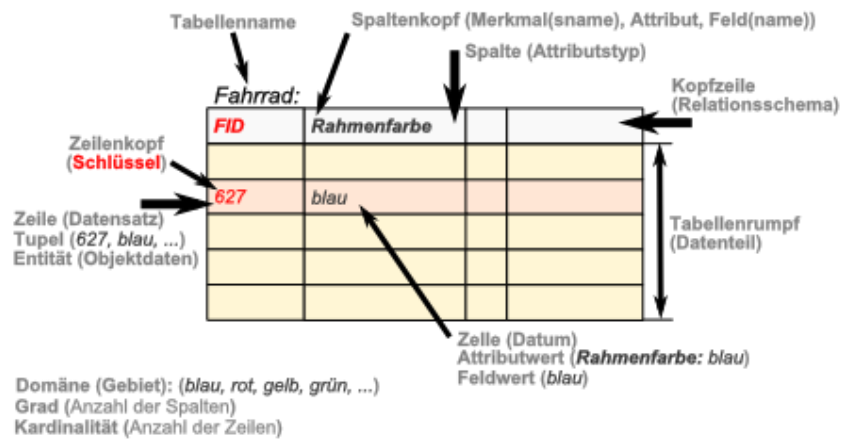 Tabellenname
Spaltenkopf (Merkmal(sname), Attribut, Feld(name))
Spalte (Attributstyp)
Kopfzeile
(Relationsschema)
Fahrrad:
FID
Rahmenfarbe
Zeilenkopf
(Schlüssel)
627
blau
Zeile (Datensatz)
Tupel (627, blau, ...)
Entität (Objektdaten)
Tabellenrumpf
(Datenteil)
Zelle (Datum)
Attributwert (Rahmenfarbe: blau)
Feldwert (blau)
Domäne (Gebiet): (blau, rot, gelb, grün, ...)
Grad (Anzahl der Spalten)
Kardinalität (Anzahl der Zeilen)